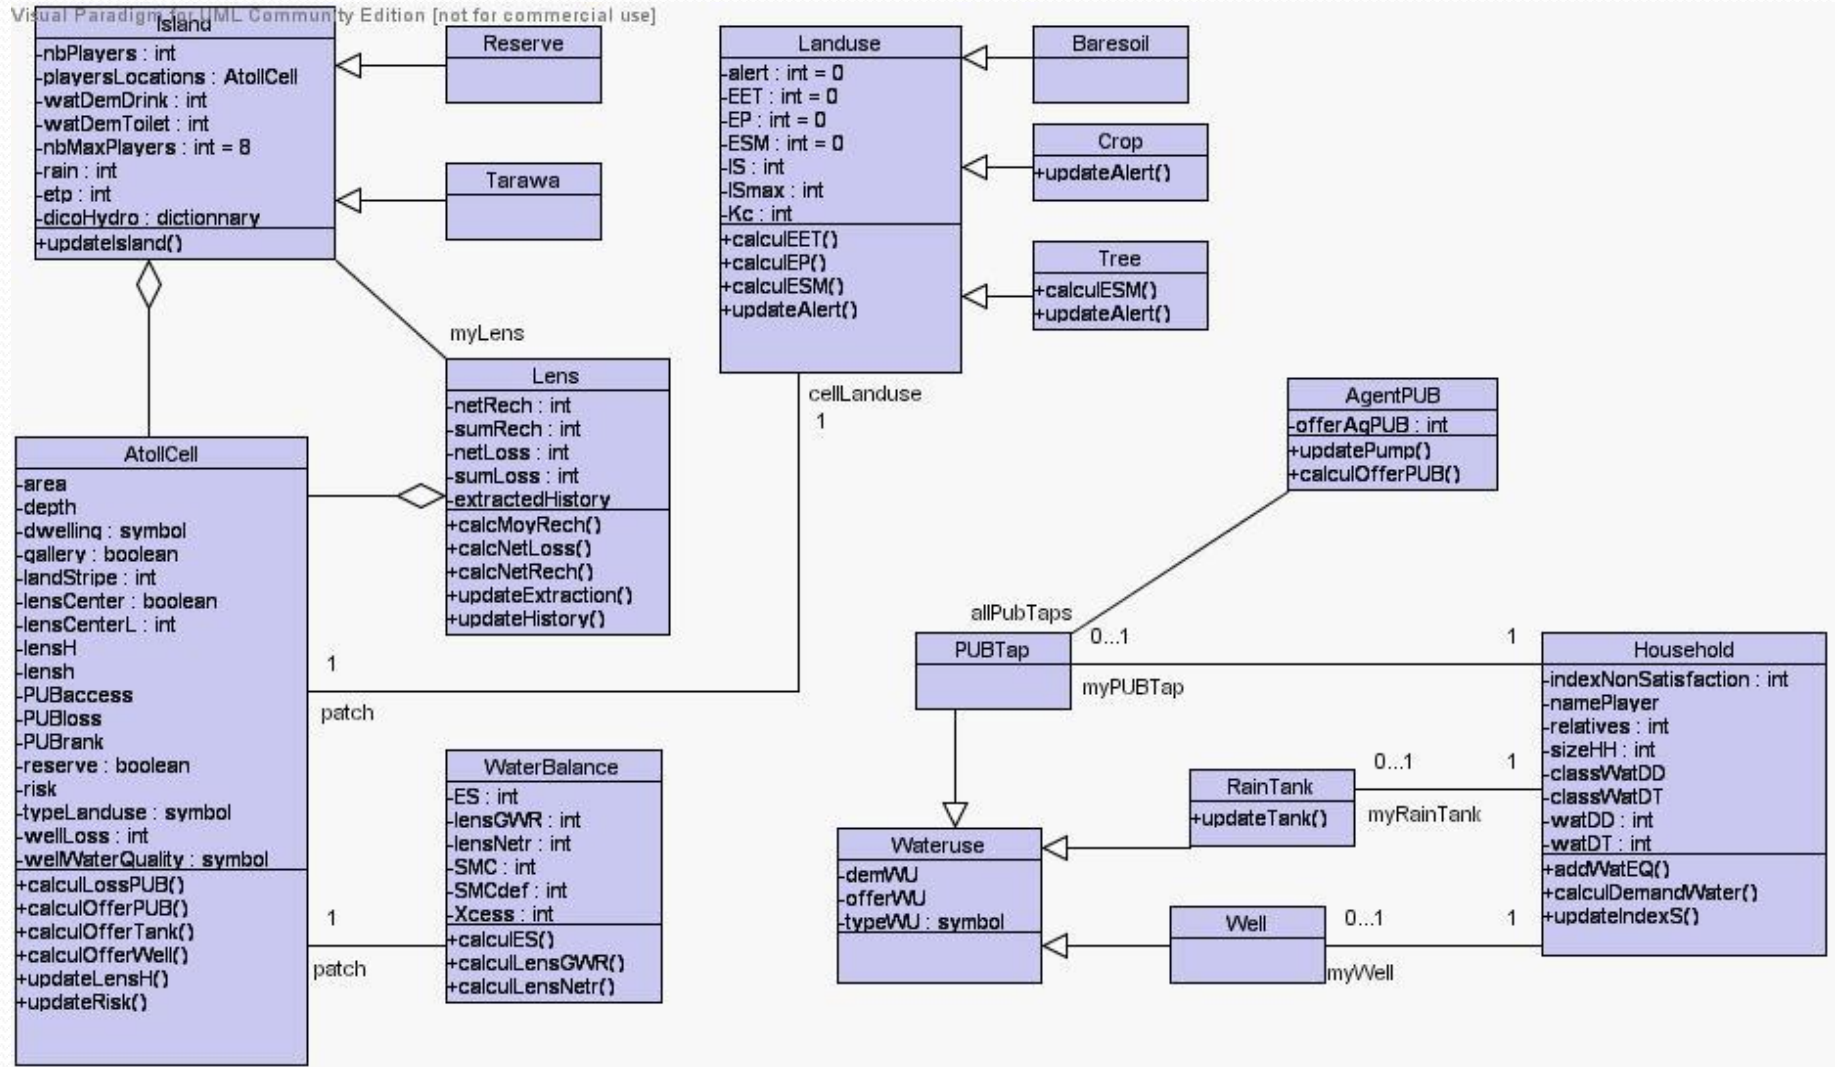 Visual Paradigm for UML Community Edition [not for commercial use]
Island
-nbPlayers : int
-playersLocations : AtollCell
-watDemDrink : int
-watDemToilet : int
-nbMaxPlayers : int = 8
-rain : int
-etp : int
-dicoHydro : dictionnary
+updateIsland()
Reserve
Tarawa
Landuse
-alert : int = 0
-EET : int = 0
-EP : int = 0
-ESM : int = 0
-IS : int
-ISmax : int
-Kc : int
+calculEET()
+calculEP()
+calculESM()
+updateAlert()
Baresoil
Crop
+updateAlert()
Tree
+calculESM()
+updateAlert()
myLens
Lens
-netRech : int
-sumRech : int
-netLoss : int
-sumLoss : int
-extractedHistory
+calcMoyRech()
+calcNetLoss()
+calcNetRech()
+updateExtraction()
+updateHistory()
cellLanduse
1
AgentPUB
-offerAqPUB : int
+updatePump()
+calculOfferPUB()
AtollCell
-area
-depth
-dwelling : symbol
-gallery : boolean
-landStripe : int
-lensCenter : boolean
-lensCenterL : int
-lensH
-lensh
-PUBaccess
-PUBloss
-PUBrank
-reserve : boolean
-risk
-typeLanduse : symbol
-wellLoss : int
-wellWaterQuality : symbol
+calculLossPUB()
+calculOfferPUB()
+calculOfferTank()
+calculOfferWell()
+updateLensH()
+updateRisk()
1
patch
WaterBalance
-ES : int
-lensGWR : int
-lensNetr : int
-SMC : int
-SMCdef : int
-Xcess : int
+calculES()
+calculLensGWR()
+calculLensNetr()
1
patch
allPubTaps
PUBTap
0...1
1
myPUBTap
Household
-indexNonSatisfaction : int
-namePlayer
-relatives : int
-sizeHH : int
-classWatDD
-classWatDT
-watDD : int
-watDT : int
+addWatEQ()
+calculDemandWater()
+updateIndexS()
RainTank
+updateTank()
0...1
1
myRainTank
Wateruse
-demWU
-offerWU
-typeWU : symbol
Well
0...1
1
myWell